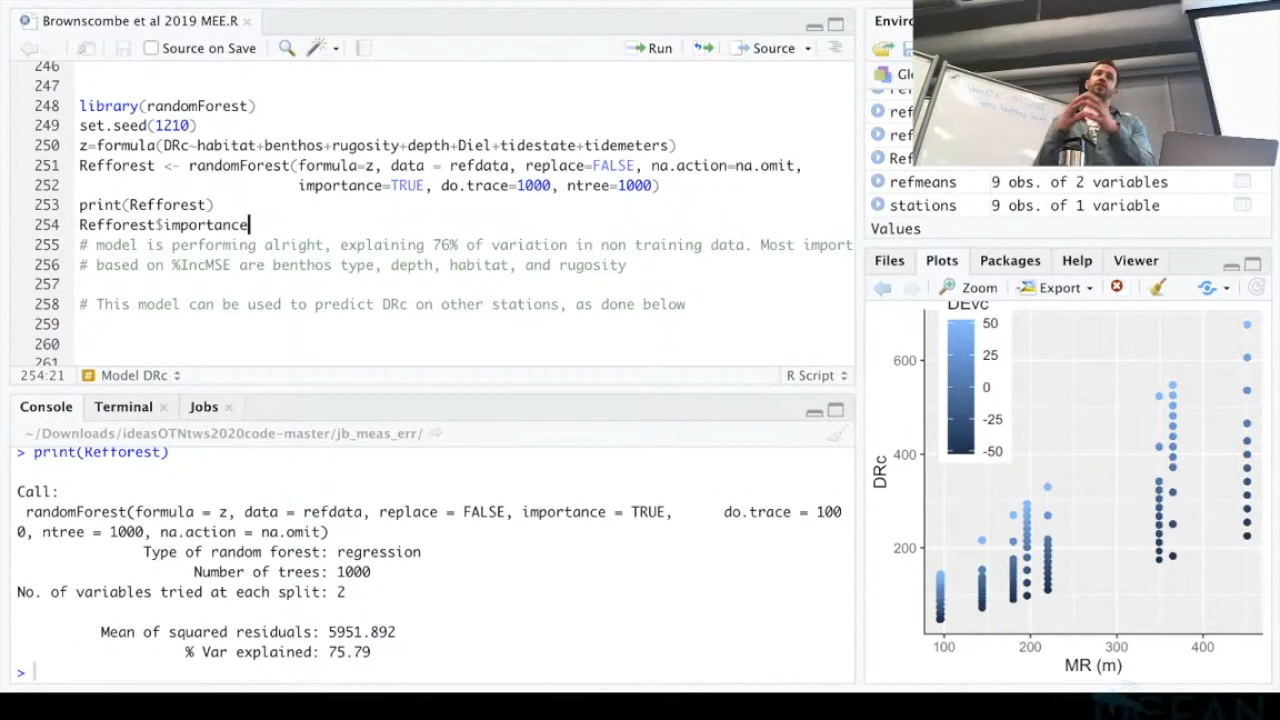 Brownscombe et al 2019 MEE.R
Source on Save
Run
Source
246
247
248 library(randomForest)
249 set.seed(1210)
250 z=formula(DRc~habitat+benthos+rugosity+depth+Diel+tidestate+tidemeters)
251 Refforest <- randomForest(formula=z, data = refdata, replace=FALSE, na.action=na.omit,
252 importance=TRUE, do.trace=1000, ntree=1000)
253 print(Refforest)
254 Refforest$importance
255 # model is performing alright, explaining 76% of variation in non training data. Most import
256 # based on %IncMSE are benthos type, depth, habitat, and rugosity
257
258 # This model can be used to predict DRc on other stations, as done below
259
260
261
254:21 Model DRc R Script
Console Terminal Jobs
~/Downloads/ideasOTNtws2020code-master/jb_meas_err/
> print(Refforest)
Call:
randomForest(formula = z, data = refdata, replace = FALSE, importance = TRUE, do.trace = 100
0, ntree = 1000, na.action = na.omit)
Type of random forest: regression
Number of trees: 1000
No. of variables tried at each split: 2
Mean of squared residuals: 5951.892
% Var explained: 75.79
>
Enviro
Glo
ref
ref
Ref
refmeans 9 obs. of 2 variables
stations 9 obs. of 1 variable
Values
Files Plots Packages Help Viewer
Zoom Export
DEvc
50
25
0
-25
-50
600
400
200
DRc
100 200 300 400
MR (m)